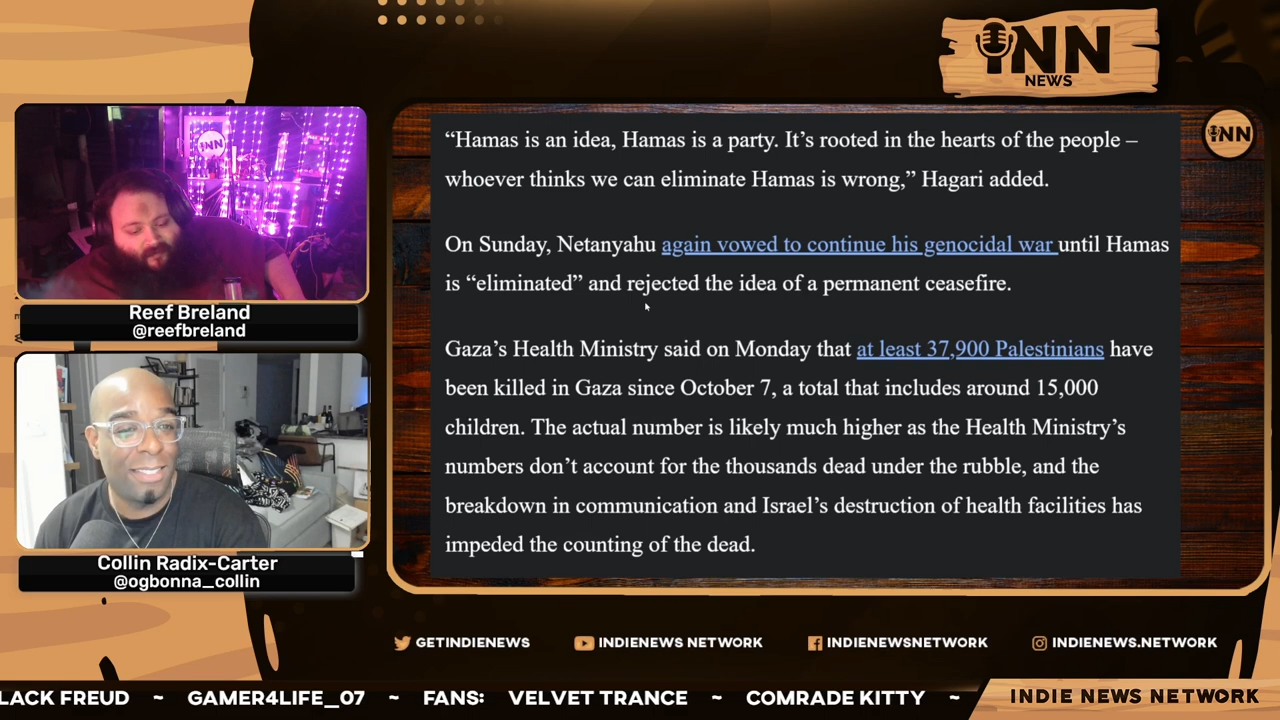 iNN
NEWS
iNN
iNN
“Hamas is an idea, Hamas is a party. It’s rooted in the hearts of the people –
whoever thinks we can eliminate Hamas is wrong,” Hagari added.
On Sunday, Netanyahu again vowed to continue his genocidal war until Hamas
is “eliminated” and rejected the idea of a permanent ceasefire.
Gaza’s Health Ministry said on Monday that at least 37,900 Palestinians have
been killed in Gaza since October 7, a total that includes around 15,000
children. The actual number is likely much higher as the Health Ministry’s
numbers don’t account for the thousands dead under the rubble, and the
breakdown in communication and Israel’s destruction of health facilities has
impeded the counting of the dead.
Reef Breland
@reefbreland
Collin Radix-Carter
@ogbonna_collin
GETINDIENEWS
INDIENEWS NETWORK
INDIENEWSNETWORK
INDIENEWS.NETWORK
LACK FREUD ~ GAMER4LIFE_07 ~ FANS: VELVET TRANCE ~ COMRADE KITTY ~
INDIE NEWS NETWORK